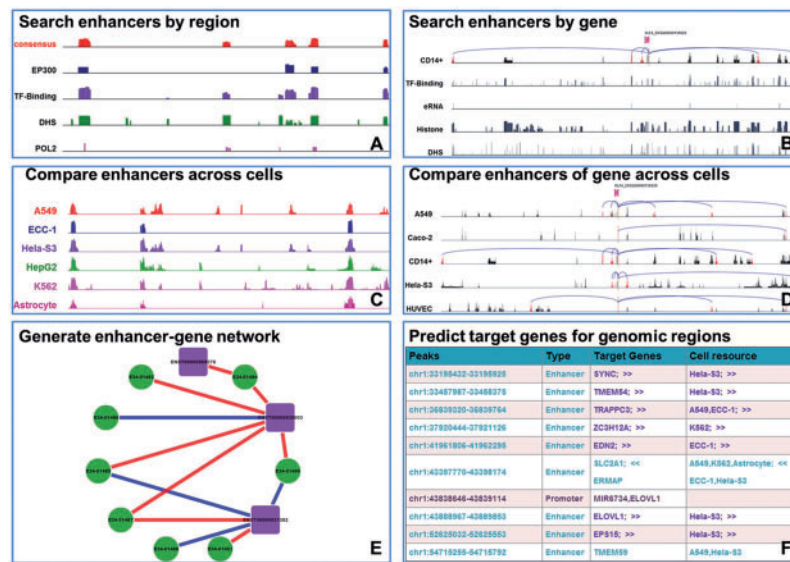 Search enhancers by region
consensus
EP300
TF-Binding
DHS
POL2
A
Search enhancers by gene
CD14+
TF-Binding
eRNA
Histone
DHS
B
Compare enhancers across cells
A549
ECC-1
Hela-S3
HepG2
K562
Astrocyte
C
Compare enhancers of gene across cells
A549
Caco-2
CD14+
Hela-S3
HUVEC
D
Generate enhancer-gene network
E
Predict target genes for genomic regions
Peaks Type Target Genes Cell resource
chr1:33195432-33195925 Enhancer SYNC; >> Hela-S3; >>
chr1:33457987-33458375 Enhancer TMEM54; >> Hela-S3; >>
chr1:36839320-36839764 Enhancer TRAPPC3; >> A549,ECC-1; >>
chr1:37920444-37921126 Enhancer ZC3H12A; >> K562; >>
chr1:41961806-41962295 Enhancer EDN2; >> ECC-1; >>
chr1:43397770-43398174 Enhancer SLC2A1; << A549,K562,Astrocyte; <<
ERMAP ECC-1,Hela-S3
chr1:43838646-43839114 Promoter MIR6734,ELOVL1
chr1:43888967-43889853 Enhancer ELOVL1; >> Hela-S3; >>
chr1:52625032-52625553 Enhancer EPS15; >> Hela-S3; >>
chr1:54715255-54715792 Enhancer TMEM59 A549,Hela-S3
F